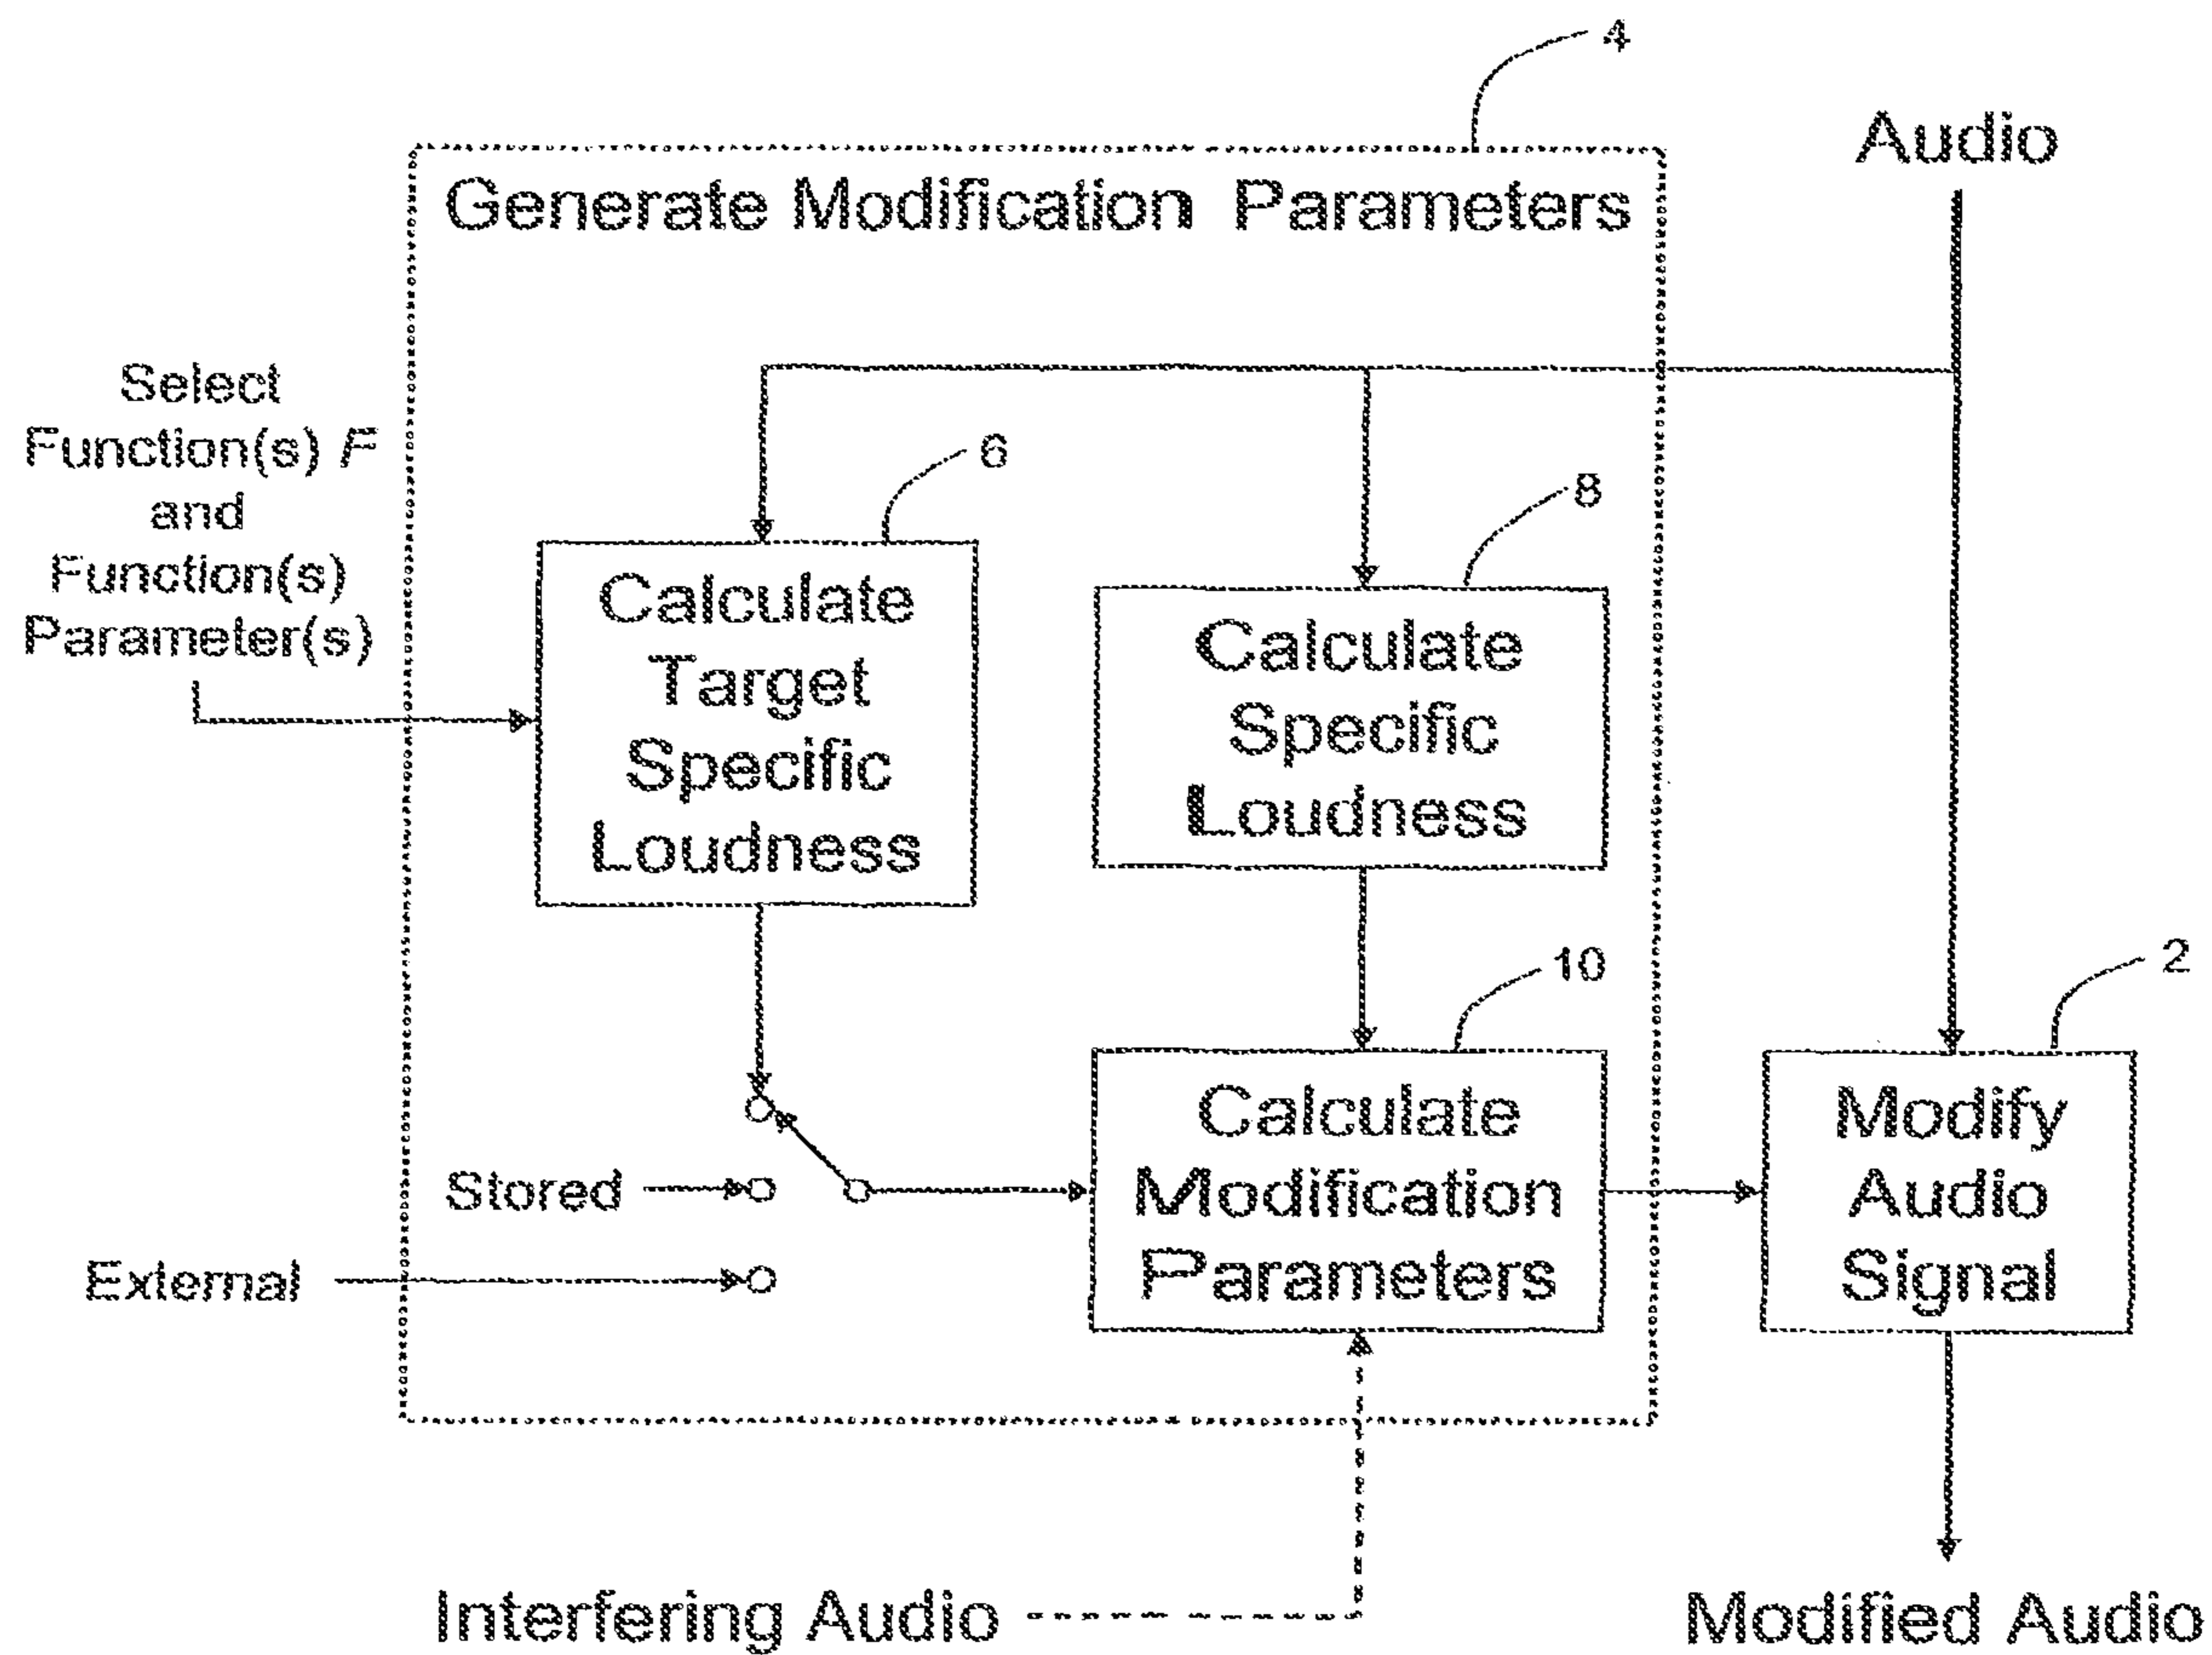 4
Audio
Generate Modification Parameters
Select
Function(s) F
and
Function(s)
Parameter(s)
6
8
Calculate
Target
Specific
Loudness
Calculate
Specific
Loudness
10
2
Calculate
Modification
Parameters
Modify
Audio
Signal
Stored
External
Interfering Audio
Modified Audio